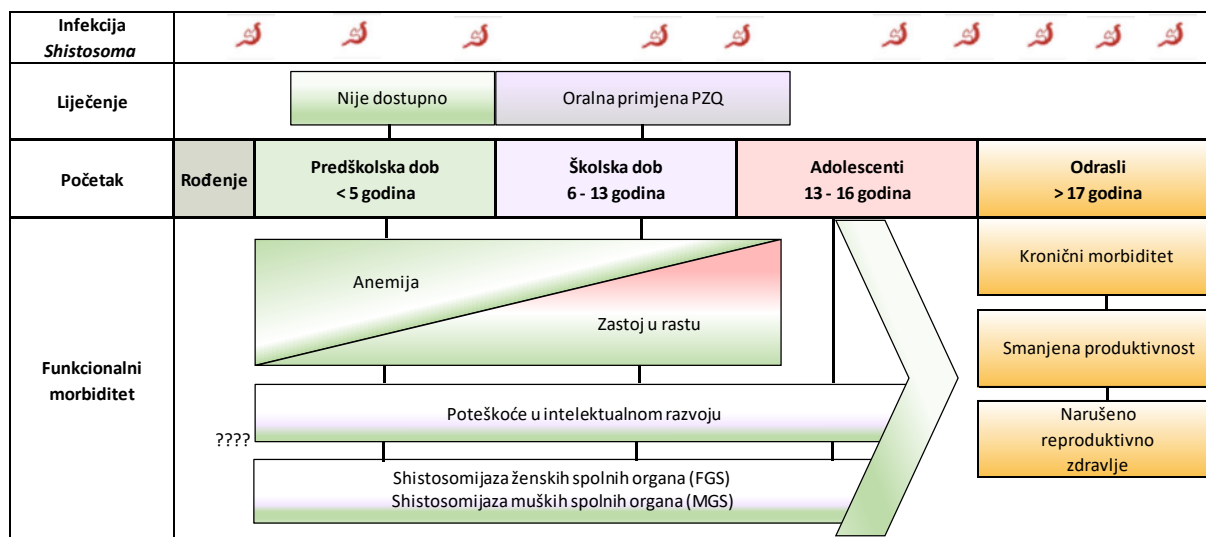 Infekcija
Shistosoma
Liječenje
Nije dostupno
Oralna primjena PZQ
Početak
Rođenje
Predškolska dob
< 5 godina
Školska dob
6 - 13 godina
Adolescenti
13 - 16 godina
Odrasli
> 17 godina
Funkcionalni
morbiditet
Anemija
Zastoj u rastu
Poteškoće u intelektualnom razvoju
????
Shistosomijaza ženskih spolnih organa (FGS)
Shistosomijaza muških spolnih organa (MGS)
Kronični morbiditet
Smanjena produktivnost
Narušeno
reproduktivno
zdravlje